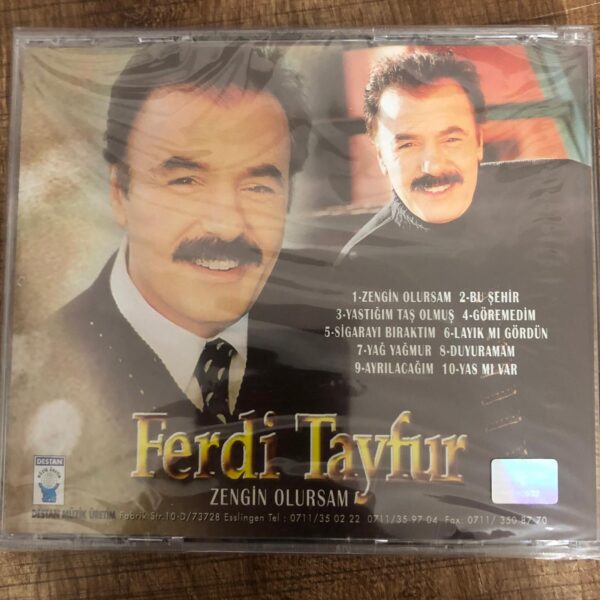 1-ZENGİN OLURSAM 2-BU ŞEHİR
3-YASTIĞIM TAŞ OLMUŞ 4-GÖREMEDİM
5-SİGARAYI BIRAKTIM 6-LAYIK MI GÖRDÜN
7-YAĞ YAĞMUR 8-DUYURAMAM
9-AYRILACAĞIM 10-YAS MI VAR
Ferdi Tayfur
ZENGİN OLURSAM
DESTAN
DESTAN MÜZİK ÜRETİM Fabrik Str.10-D/73728 Esslingen Tel : 0711/35 02 22 0711/35-97 04 Fax: 0711/ 350 87 70